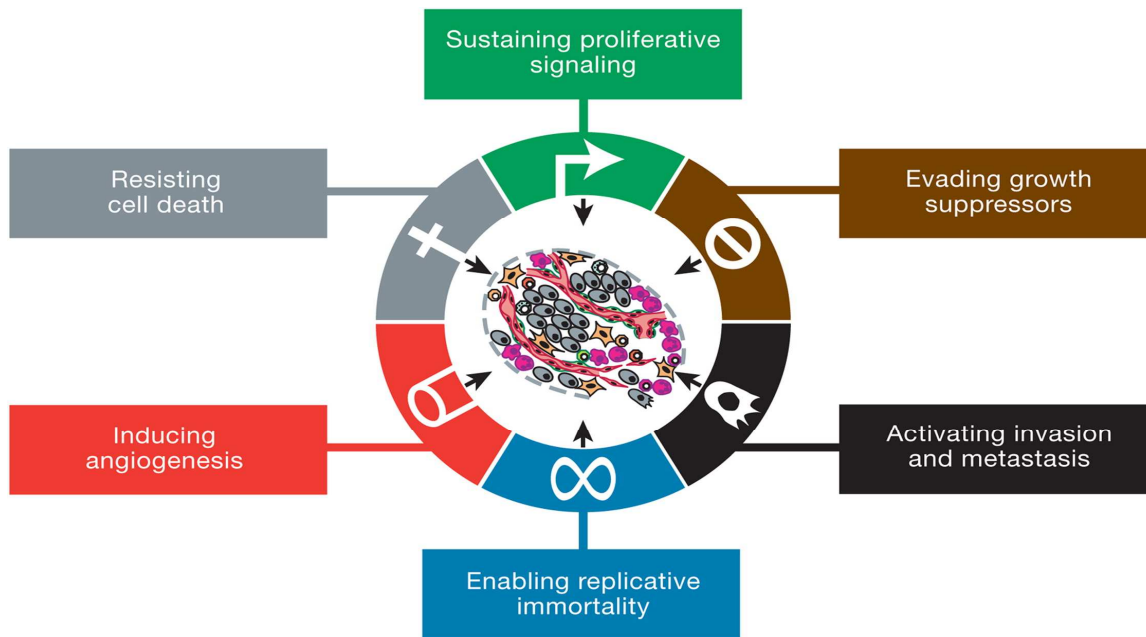 Sustaining proliferative
signaling
Resisting
cell death
Evading growth
suppressors
Inducing
angiogenesis
Activating invasion
and metastasis
Enabling replicative
immortality